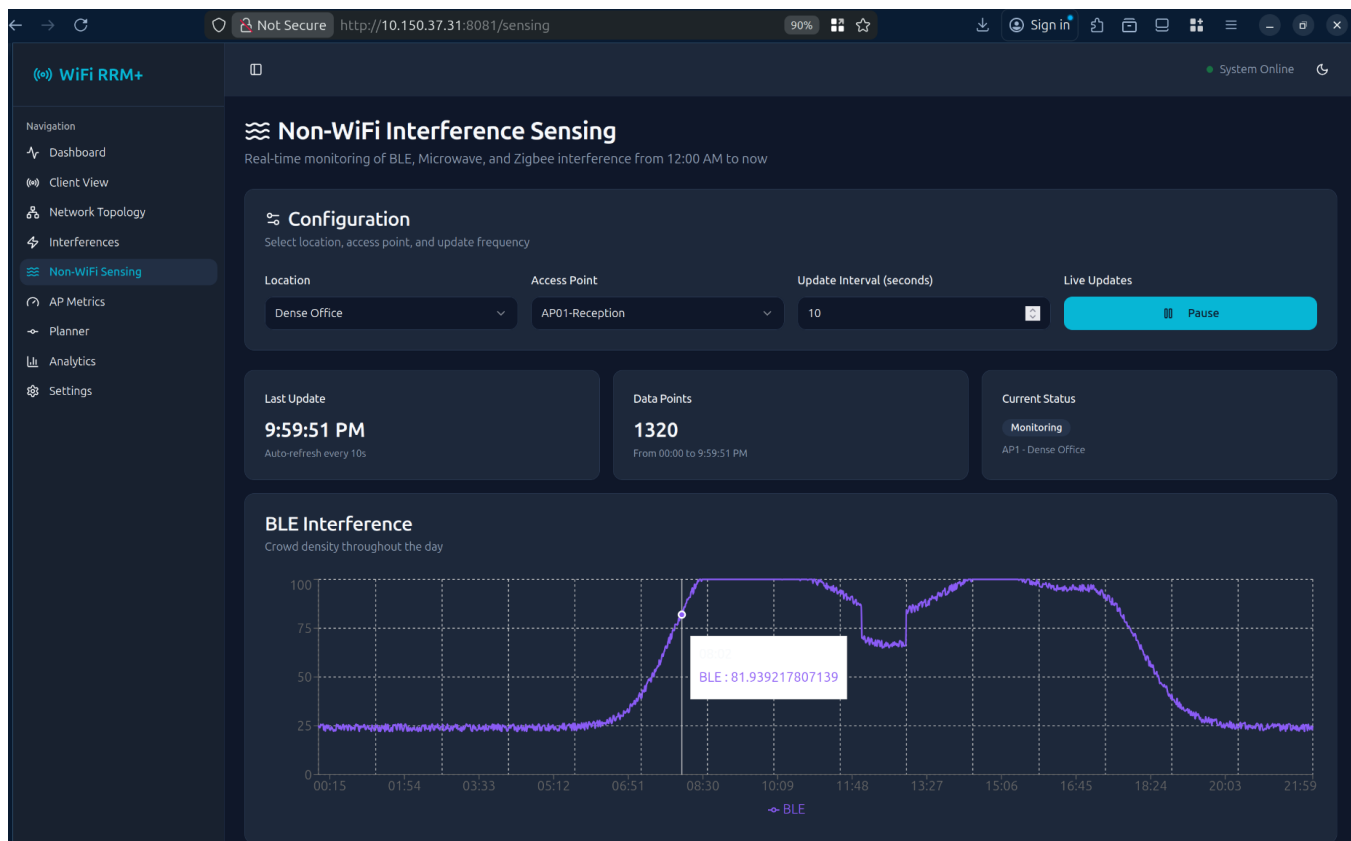 Not Secure http://10.150.37.31:8081/sensing 90% Sign in
WiFi RRM+
System Online
Navigation
Dashboard
Client View
Network Topology
Interferences
Non-WiFi Sensing
AP Metrics
Planner
Analytics
Settings
Non-WiFi Interference Sensing
Real-time monitoring of BLE, Microwave, and Zigbee interference from 12:00 AM to now
Configuration
Select location, access point, and update frequency
Location Access Point Update Interval (seconds) Live Updates
Dense Office AP01-Reception 10 Pause
Last Update
9:59:51 PM
Auto-refresh every 10s
Data Points
1320
From 00:00 to 9:59:51 PM
Current Status
Monitoring
AP1 - Dense Office
BLE Interference
Crowd density throughout the day
100
75
50
25
0
BLE : 81.939217807139
00:15 01:54 03:33 05:12 06:51 08:30 10:09 11:48 13:27 15:06 16:45 18:24 20:03 21:59
BLE